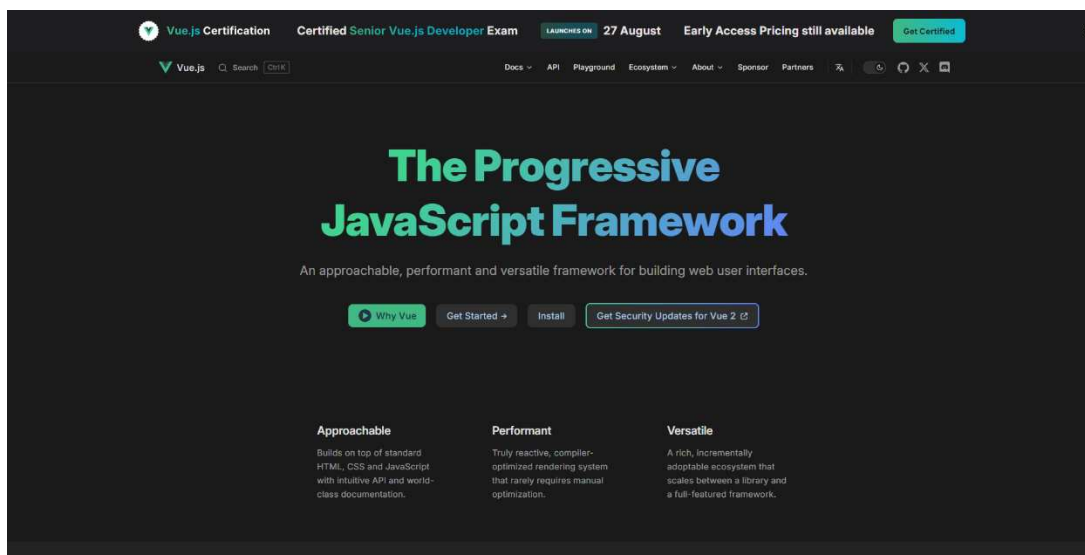 Vue.js Certification Certified Senior Vue.js Developer Exam LAUNCHES ON 27 August Early Access Pricing still available Get Certified
Vue.js Search Ctrl K Docs API Playground Ecosystem About Sponsor Partners
The Progressive
JavaScript Framework
An approachable, performant and versatile framework for building web user interfaces.
Why Vue Get Started → Install Get Security Updates for Vue 2
Approachable
Builds on top of standard
HTML, CSS and JavaScript
with intuitive API and world-
class documentation.
Performant
Truly reactive, compiler-
optimized rendering system
that rarely requires manual
optimization.
Versatile
A rich, incrementally
adoptable ecosystem that
scales between a library and
a full-featured framework.